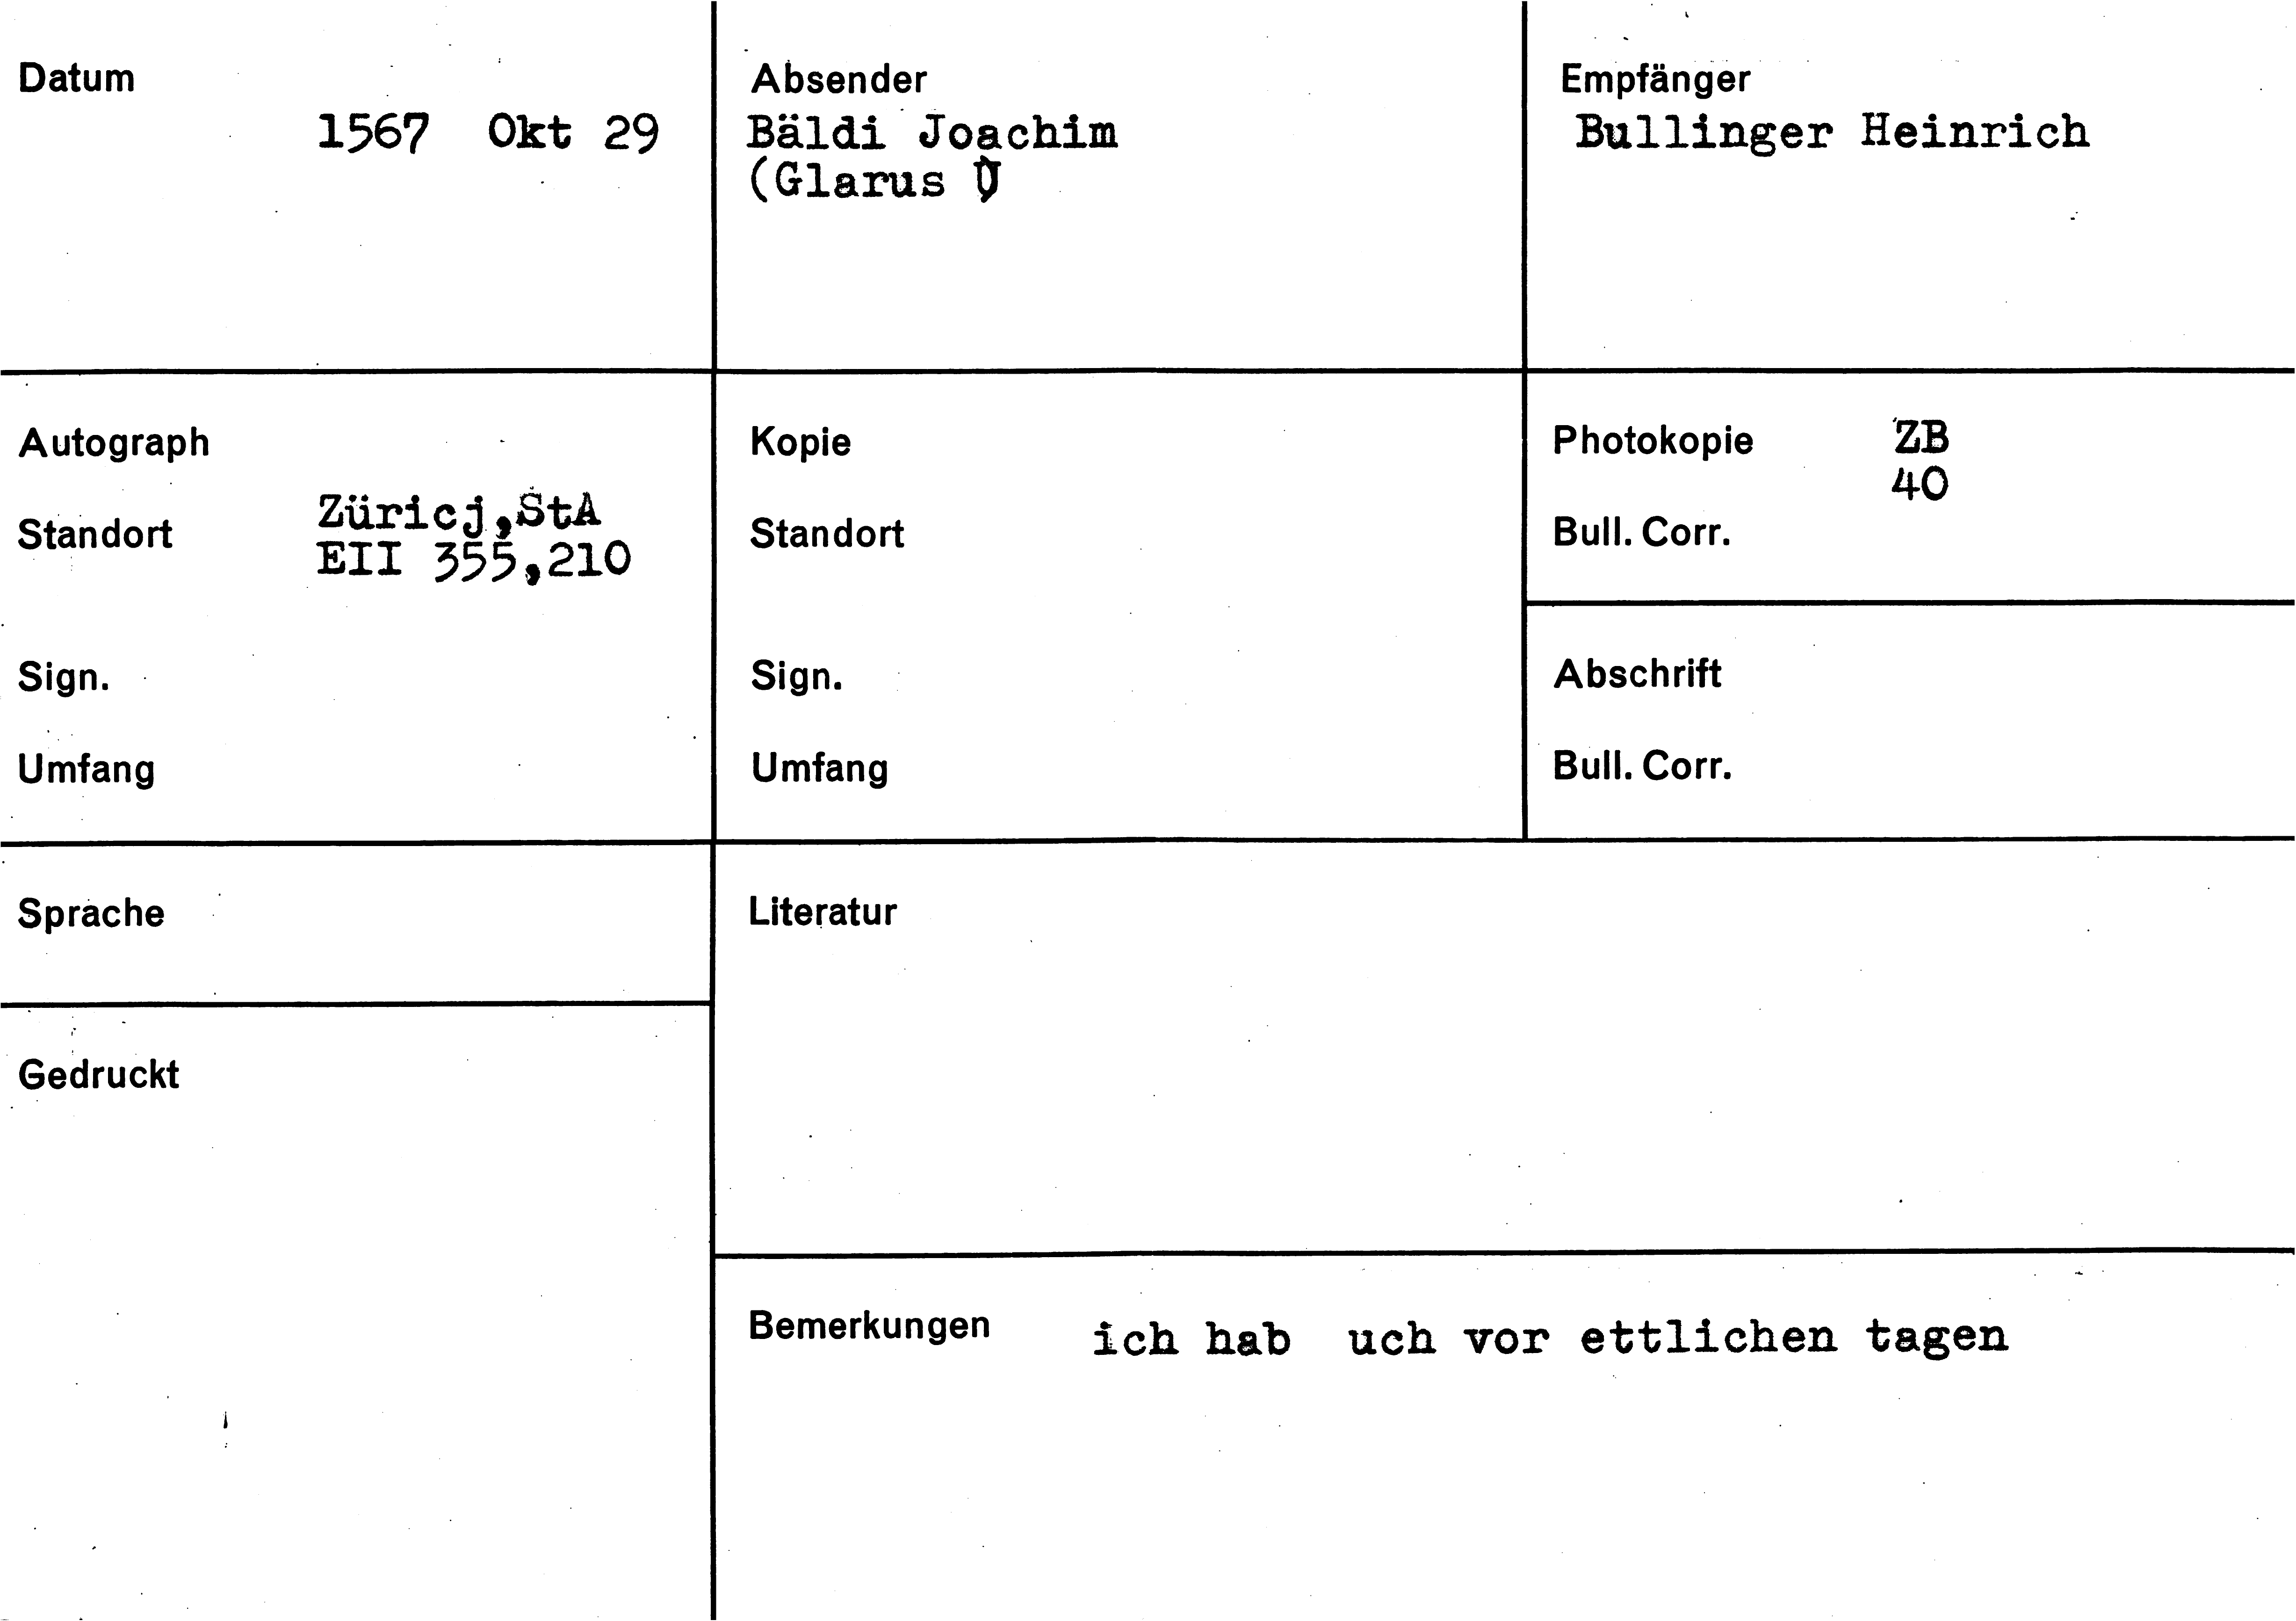 Datum
1567 Okt 29
Absender
Bäldi Joachim
(Glarus )
Empfänger
Bullinger Heinrich
Autograph
Standort
Züricj,StA
EII 355,210
Sign.
Umfang
Kopie
Standort
Sign.
Umfang
Photokopie
ZB
40
Bull. Corr.
Abschrift
Bull. Corr.
Sprache
Gedruckt
Literatur
Bemerkungen
ich hab uch vor ettlichen tagen